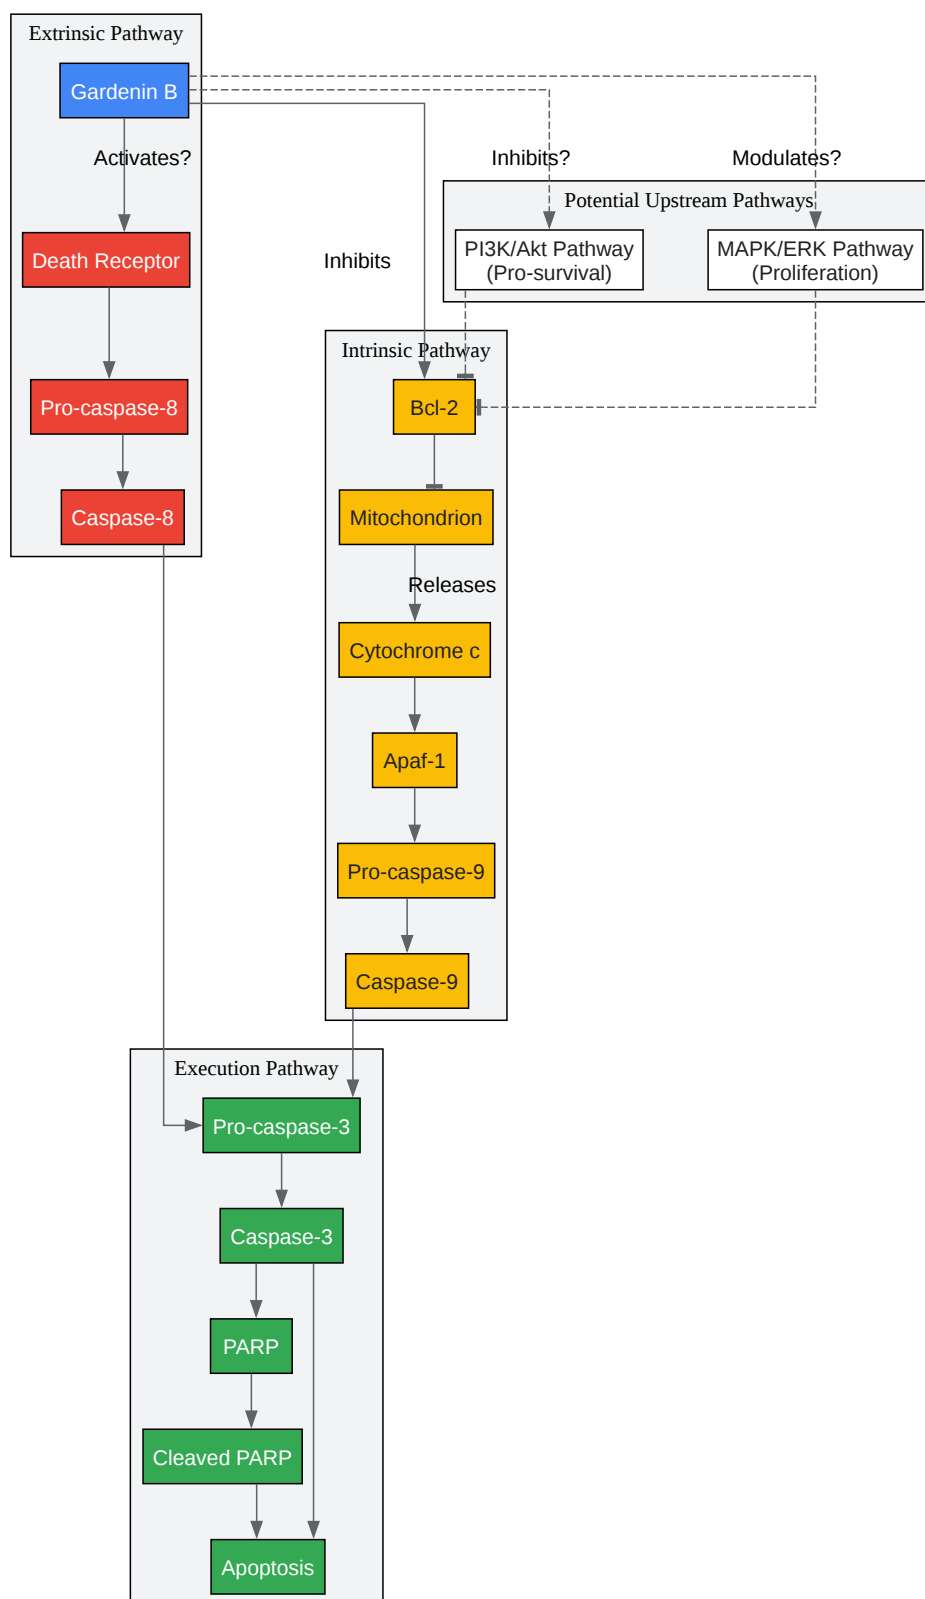 Extrinsic Pathway
Gardenin B
Activates?
Inhibits?
Modulates?
Potential Upstream Pathways
Death Receptor
Inhibits
PI3K/Akt Pathway
(Pro-survival)
MAPK/ERK Pathway
(Proliferation)
Intrinsic Pathway
Pro-caspase-8
Bcl-2
Caspase-8
Mitochondrion
Releases
Cytochrome c
Apaf-1
Pro-caspase-9
Caspase-9
Execution Pathway
Pro-caspase-3
Caspase-3
PARP
Cleaved PARP
Apoptosis